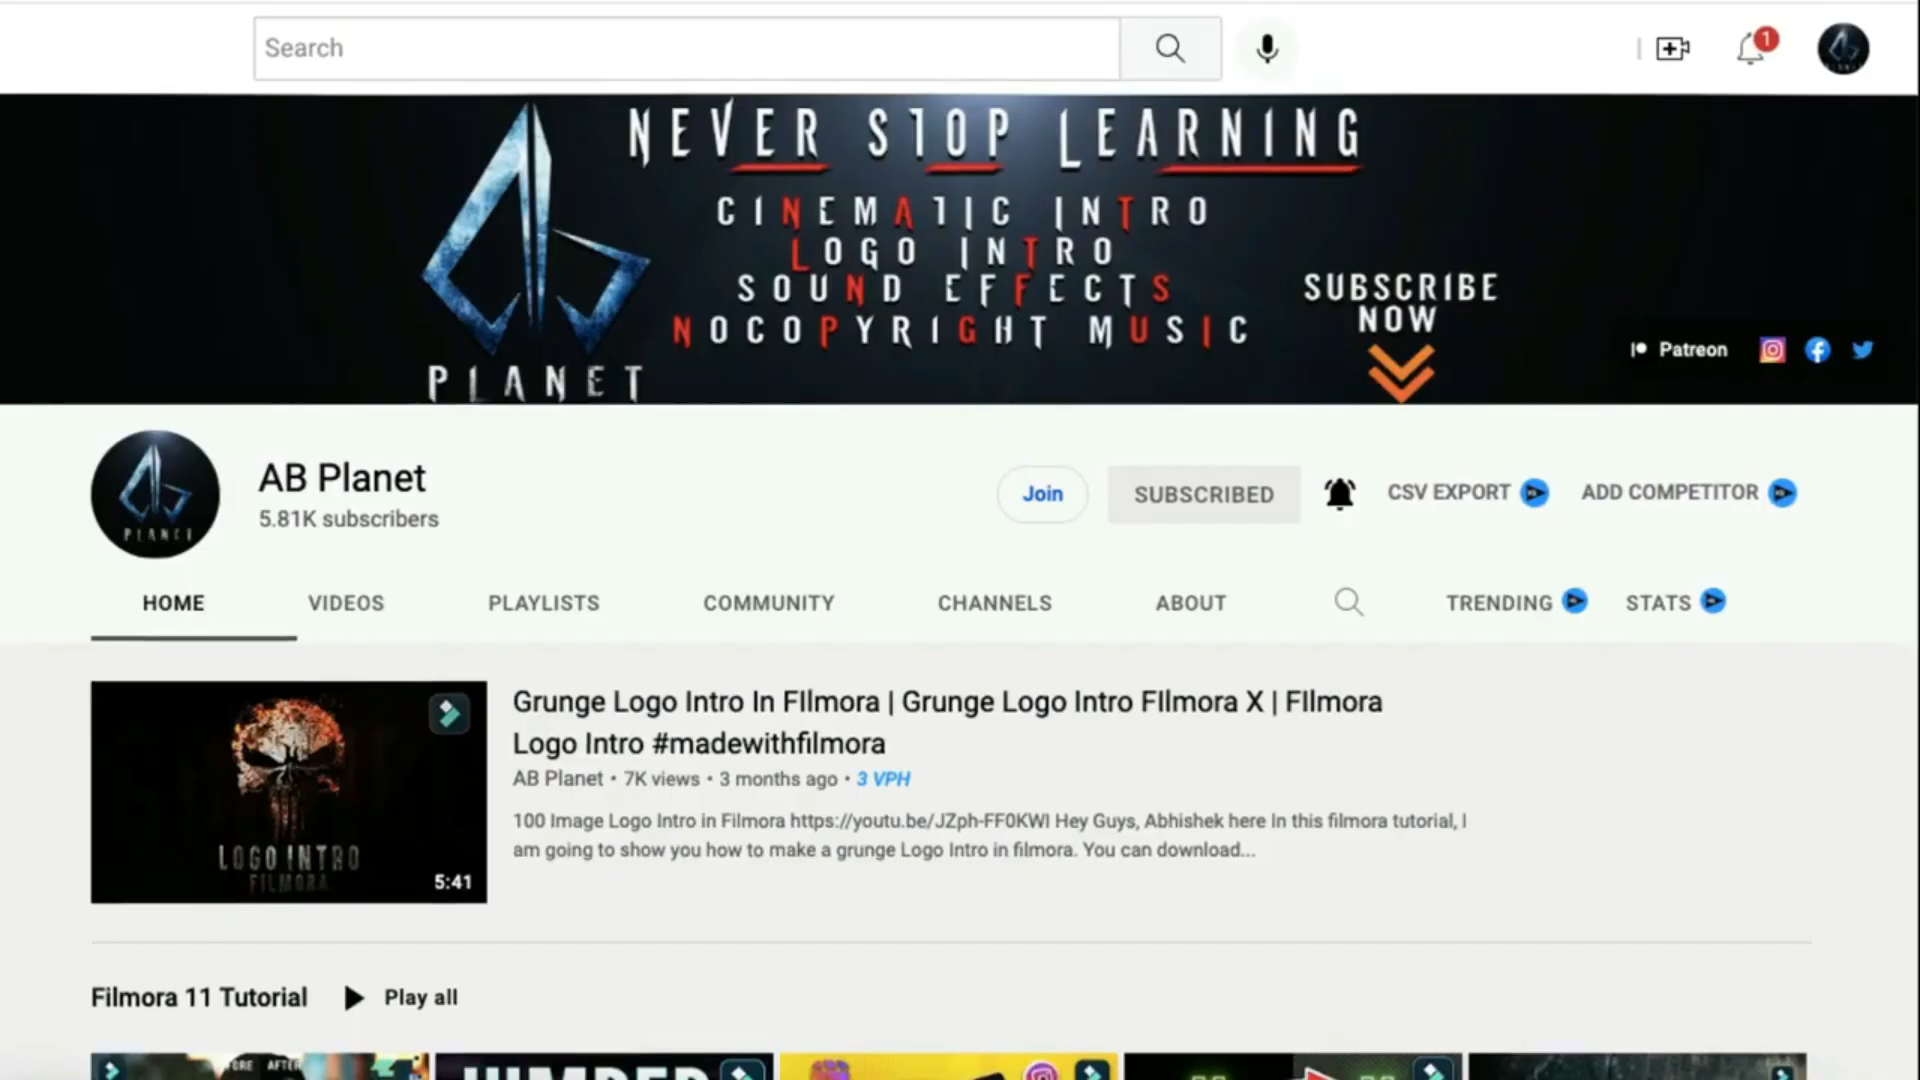 Search
1
NEVER STOP LEARNING
CINEMATIC INTRO
LOGO INTRO
SOUND EFFECTS
NOCOPYRIGHT MUSIC
SUBSCRIBE
NOW
PLANET
Patreon
PLANET
AB Planet
5.81K subscribers
Join
SUBSCRIBED
CSV EXPORT
ADD COMPETITOR
HOME
VIDEOS
PLAYLISTS
COMMUNITY
CHANNELS
ABOUT
TRENDING
STATS
LOGO INTRO
FILMORA
5:41
Grunge Logo Intro In FIlmora | Grunge Logo Intro FIlmora X | FIlmora
Logo Intro #madewithfilmora
AB Planet • 7K views • 3 months ago • 3 VPH
100 Image Logo Intro in Filmora https://youtu.be/JZph-FF0KWI Hey Guys, Abhishek here In this filmora tutorial, I
am going to show you how to make a grunge Logo Intro in filmora. You can download...
Filmora 11 Tutorial
Play all
AFTER